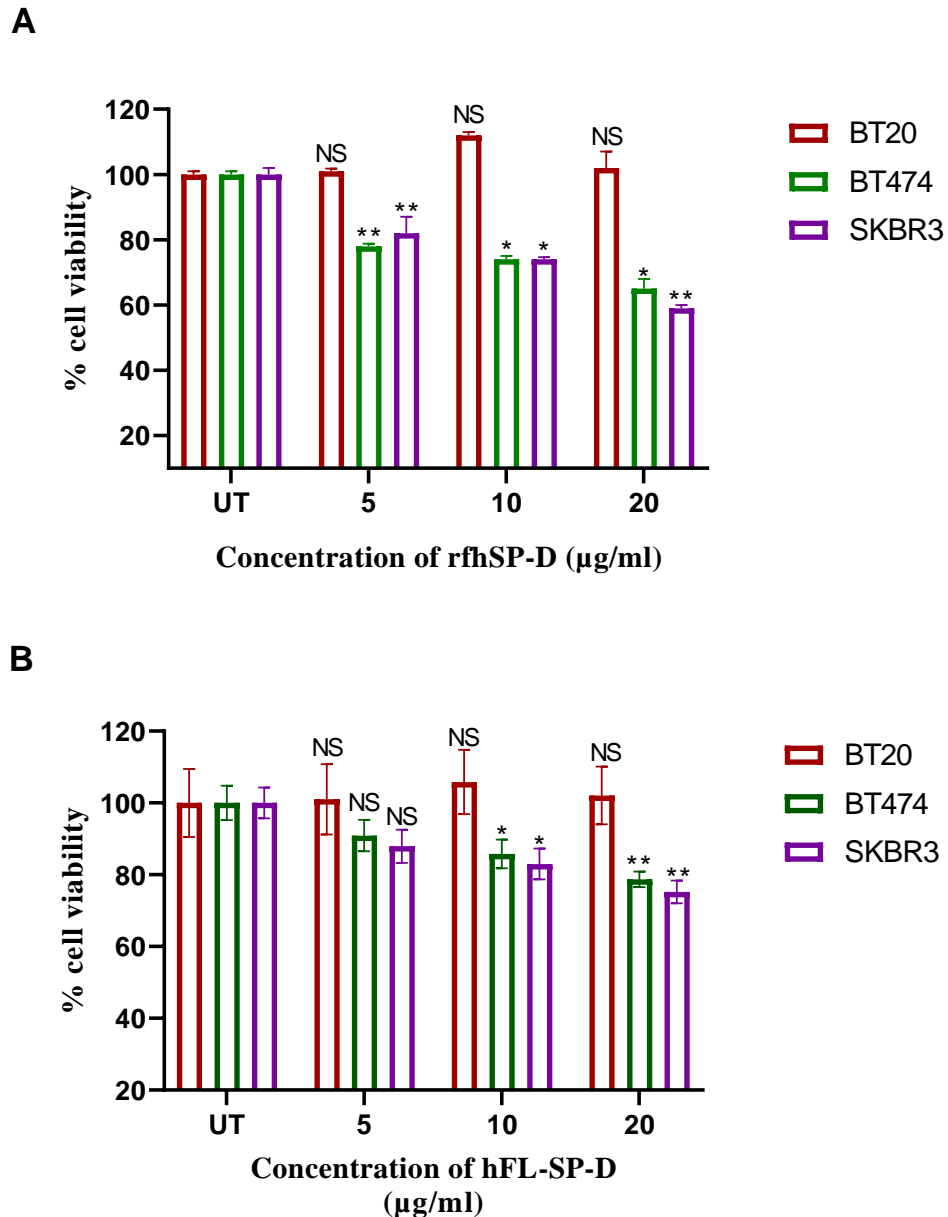 A
120
100
80
60
40
20
% cell viability
NS
NS
NS
** **
* *
* **
UT 5 10 20
Concentration of rfhSP-D (µg/ml)
BT20
BT474
SKBR3
B
120
100
80
60
40
20
% cell viability
NS NS NS
NS * *
NS ** **
UT 5 10 20
Concentration of hFL-SP-D
(µg/ml)
BT20
BT474
SKBR3